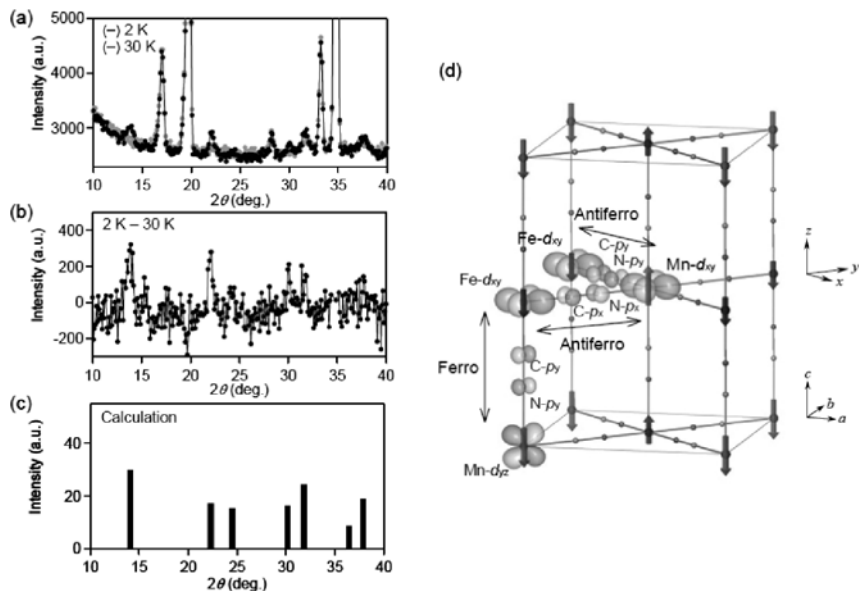 (a)
5000
4000
3000
Intensity (a.u.)
(–) 2 K
(–) 30 K
10 15 20 25 30 35 40
2θ (deg.)
(b)
400
200
0
-200
Intensity (a.u.)
2 K – 30 K
10 15 20 25 30 35 40
2θ (deg.)
(c)
40
20
0
Intensity (a.u.)
Calculation
10 15 20 25 30 35 40
2θ (deg.)
(d)
Antiferro
Fe-dxy
C-py
N-py
Mn-dxy
Fe-dxy
C-px
N-px
Antiferro
Ferro
C-py
N-py
Mn-dyz
z
y
x
c
b
a